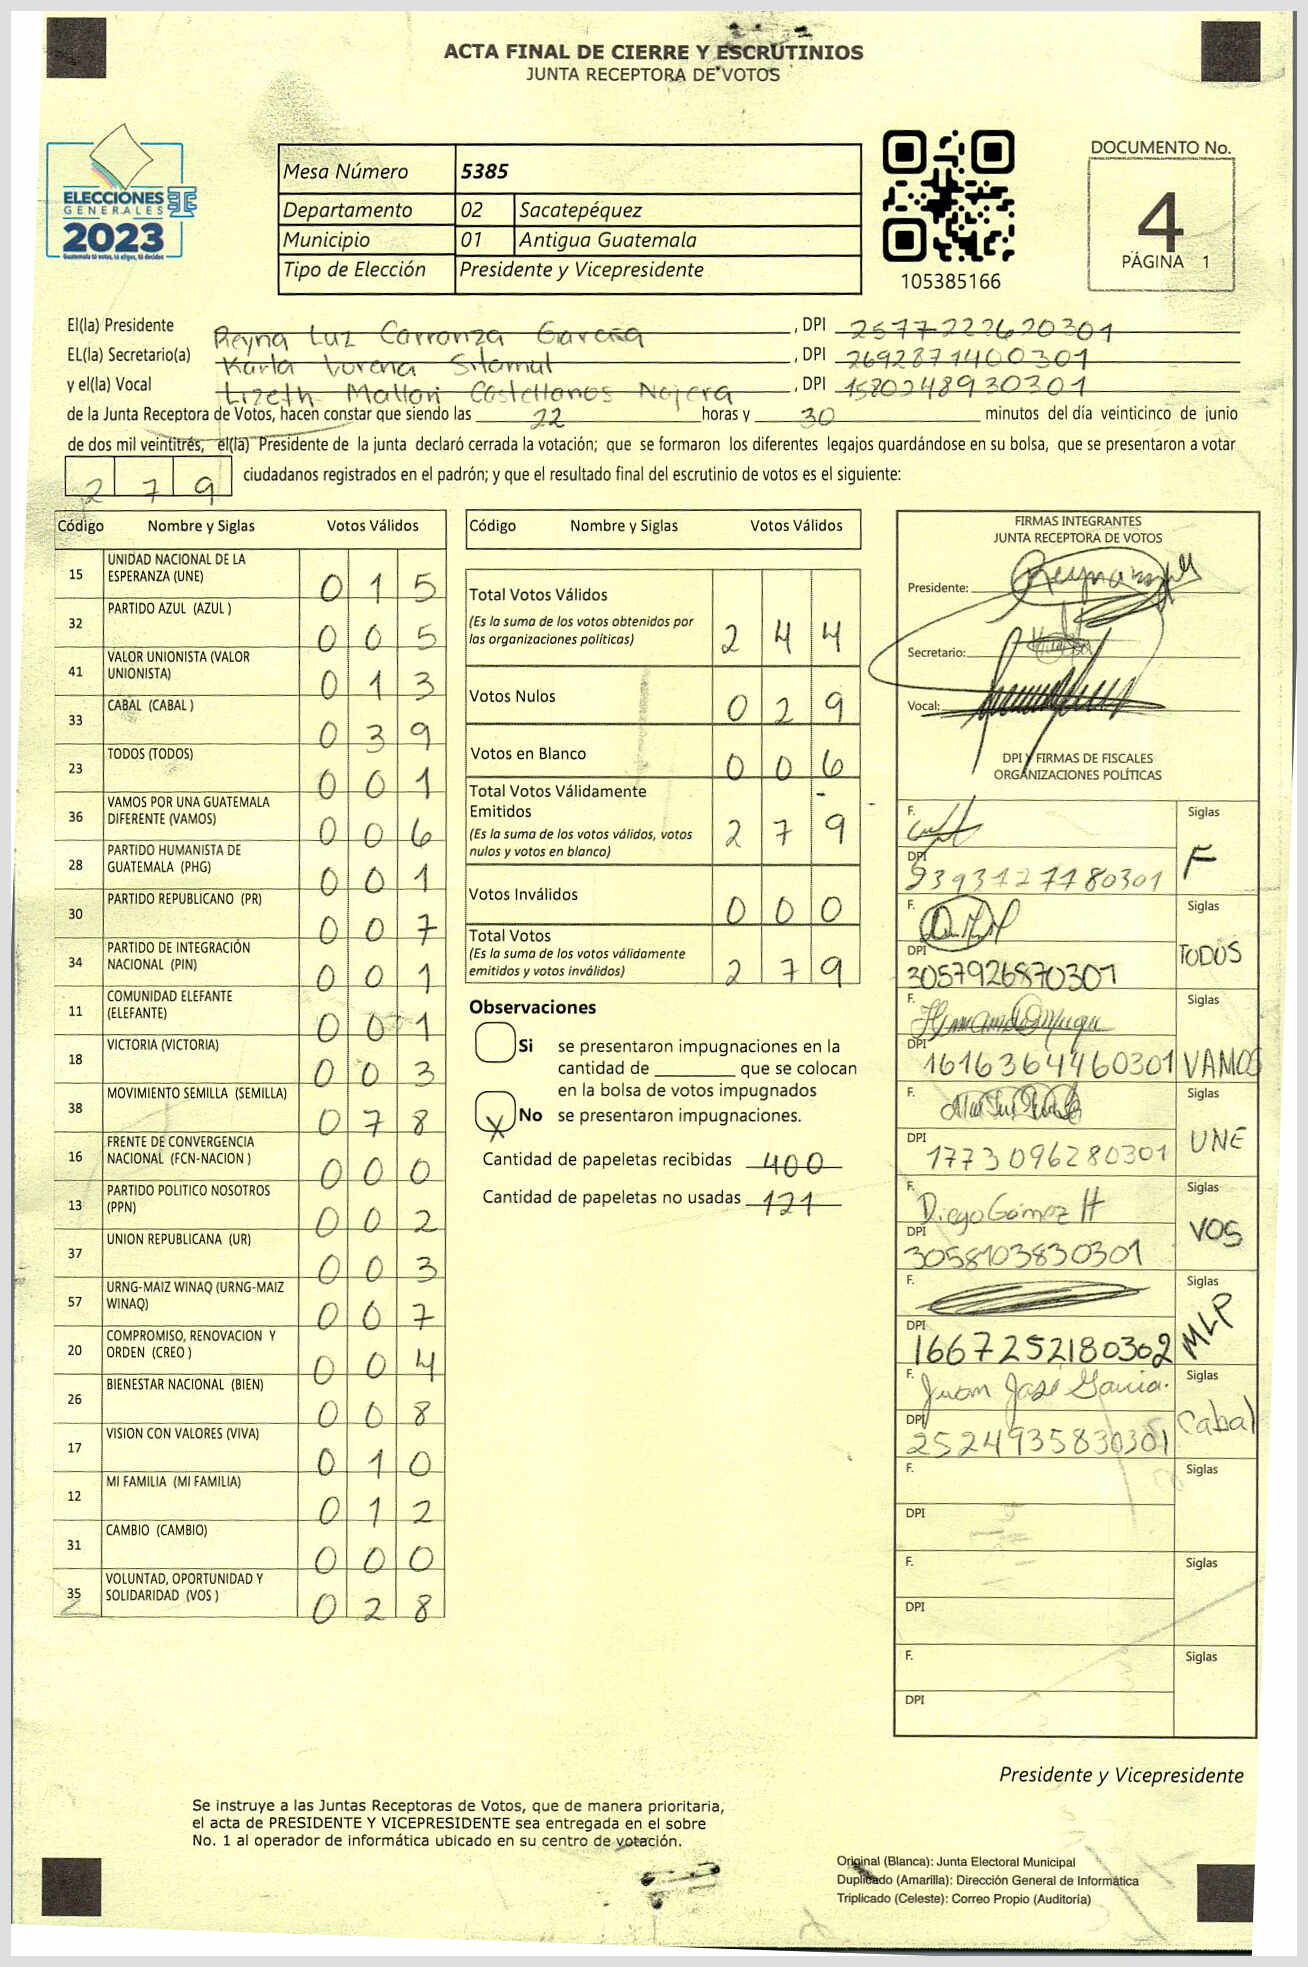 ACTA FINAL DE CIERRE Y ESCRUTINIOS
JUNTA RECEPTORA DE VOTOS
ELECCIONES
GENERALES
2023
Guatemala tú votas, tú eliges, tú decides
Mesa Número 5385
Departamento 02 Sacatepéquez
Municipio 01 Antigua Guatemala
Tipo de Elección Presidente y Vicepresidente
105385166
DOCUMENTO No.
4
PÁGINA 1
El(la) Presidente Reyna Luz Carranza García, DPI 2577222620301
EL(la) Secretario(a) Karla Lorena Sitamul, DPI 2692871400301
y el(la) Vocal Lizeth Mallori Castellanos Najera, DPI 1580248930301
de la Junta Receptora de Votos, hacen constar que siendo las 22 horas y 30 minutos del día veinticinco de junio
de dos mil veintitrés, el(la) Presidente de la junta declaró cerrada la votación; que se formaron los diferentes legajos guardándose en su bolsa, que se presentaron a votar
2 7 9 ciudadanos registrados en el padrón; y que el resultado final del escrutinio de votos es el siguiente:
Código Nombre y Siglas Votos Válidos
15 UNIDAD NACIONAL DE LA ESPERANZA (UNE) 0 1 5
32 PARTIDO AZUL (AZUL ) 0 0 5
41 VALOR UNIONISTA (VALOR UNIONISTA) 0 1 3
33 CABAL (CABAL ) 0 3 9
23 TODOS (TODOS) 0 0 1
36 VAMOS POR UNA GUATEMALA DIFERENTE (VAMOS) 0 0 6
28 PARTIDO HUMANISTA DE GUATEMALA (PHG) 0 0 1
30 PARTIDO REPUBLICANO (PR) 0 0 7
34 PARTIDO DE INTEGRACIÓN NACIONAL (PIN) 0 0 1
11 COMUNIDAD ELEFANTE (ELEFANTE) 0 0 1
18 VICTORIA (VICTORIA) 0 0 3
38 MOVIMIENTO SEMILLA (SEMILLA) 0 7 8
16 FRENTE DE CONVERGENCIA NACIONAL (FCN-NACION ) 0 0 0
13 PARTIDO POLITICO NOSOTROS (PPN) 0 0 2
37 UNION REPUBLICANA (UR) 0 0 3
57 URNG-MAIZ WINAQ (URNG-MAIZ WINAQ) 0 0 7
20 COMPROMISO, RENOVACION Y ORDEN (CREO ) 0 0 4
26 BIENESTAR NACIONAL (BIEN) 0 0 8
17 VISION CON VALORES (VIVA) 0 1 0
12 MI FAMILIA (MI FAMILIA) 0 1 2
31 CAMBIO (CAMBIO) 0 0 0
35 VOLUNTAD, OPORTUNIDAD Y SOLIDARIDAD (VOS ) 0 2 8
Código Nombre y Siglas Votos Válidos
Total Votos Válidos
(Es la suma de los votos obtenidos por
las organizaciones políticas) 2 4 4
Votos Nulos 0 2 9
Votos en Blanco 0 0 6
Total Votos Válidamente
Emitidos
(Es la suma de los votos válidos, votos
nulos y votos en blanco) 2 7 9
Votos Inválidos 0 0 0
Total Votos
(Es la suma de los votos válidamente
emitidos y votos inválidos) 2 7 9
Observaciones
Si se presentaron impugnaciones en la
cantidad de ________ que se colocan
en la bolsa de votos impugnados
X No se presentaron impugnaciones.
Cantidad de papeletas recibidas 400
Cantidad de papeletas no usadas 121
FIRMAS INTEGRANTES
JUNTA RECEPTORA DE VOTOS
Presidente:
Secretario:
Vocal:
DPI Y FIRMAS DE FISCALES
ORGANIZACIONES POLÍTICAS
F. Siglas
DPI F
F. Siglas
DPI 3057926870301 TODOS
F. Siglas
DPI 1616364460301 VAMOS
F. Siglas
DPI 1773096280301 UNE
F. Diego Gómez H Siglas
DPI 3058103830301 VOS
F. Siglas
DPI 1667252180302 MLP
F. Juan José Garcia. Siglas
DPI 2524935830301 Cabal
F. Siglas
DPI
F. Siglas
DPI
F. Siglas
DPI
Presidente y Vicepresidente
Se instruye a las Juntas Receptoras de Votos, que de manera prioritaria,
el acta de PRESIDENTE Y VICEPRESIDENTE sea entregada en el sobre
No. 1 al operador de informática ubicado en su centro de votación.
Original (Blanca): Junta Electoral Municipal
Duplicado (Amarilla): Dirección General de Informática
Triplicado (Celeste): Correo Propio (Auditoría)